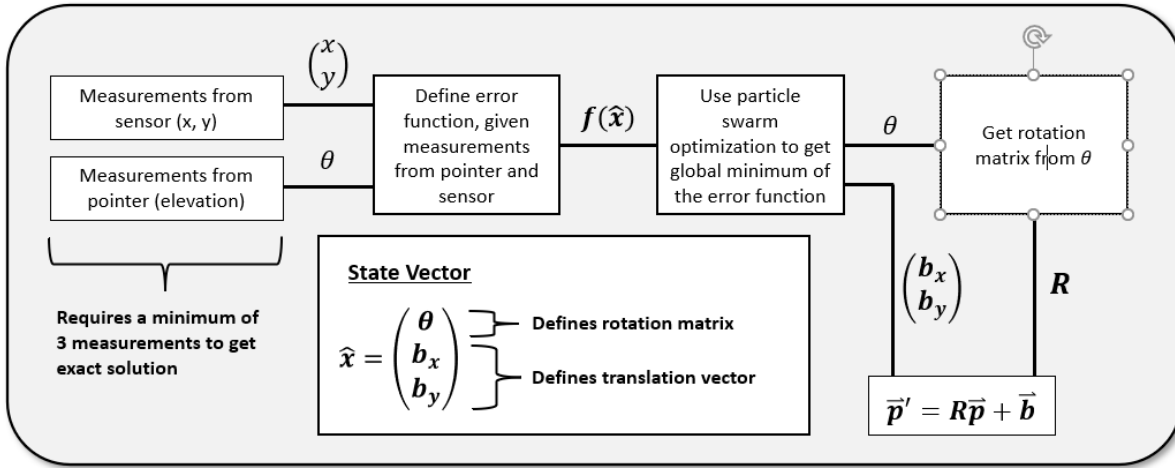 Measurements from
sensor (x, y)
(x
y)
Measurements from
pointer (elevation)
θ
Define error
function, given
measurements
from pointer and
sensor
f(x̂)
Use particle
swarm
optimization to get
global minimum of
the error function
θ
Get rotation
matrix from θ
(b_x
b_y)
R
Requires a minimum of
3 measurements to get
exact solution
State Vector
x̂ = (θ
b_x
b_y)
Defines rotation matrix
Defines translation vector
p⃗′ = Rp⃗ + b⃗